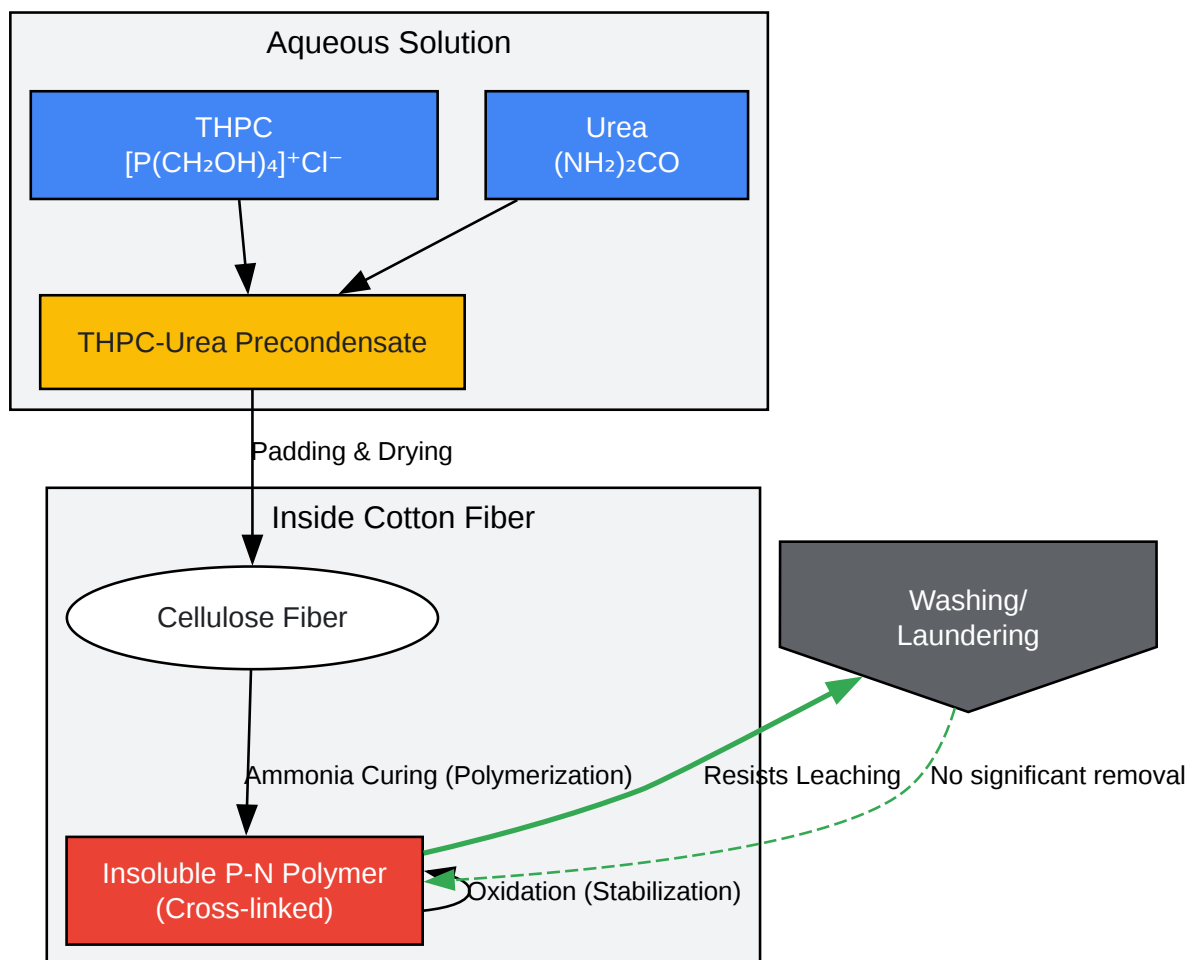 Aqueous Solution
THPC
[P(CH₂OH)₄]⁺Cl⁻
Urea
(NH₂)₂CO
THPC-Urea Precondensate
Padding & Drying
Inside Cotton Fiber
Cellulose Fiber
Washing/
Laundering
Ammonia Curing (Polymerization)
Resists Leaching
No significant removal
Insoluble P-N Polymer
(Cross-linked)
Oxidation (Stabilization)